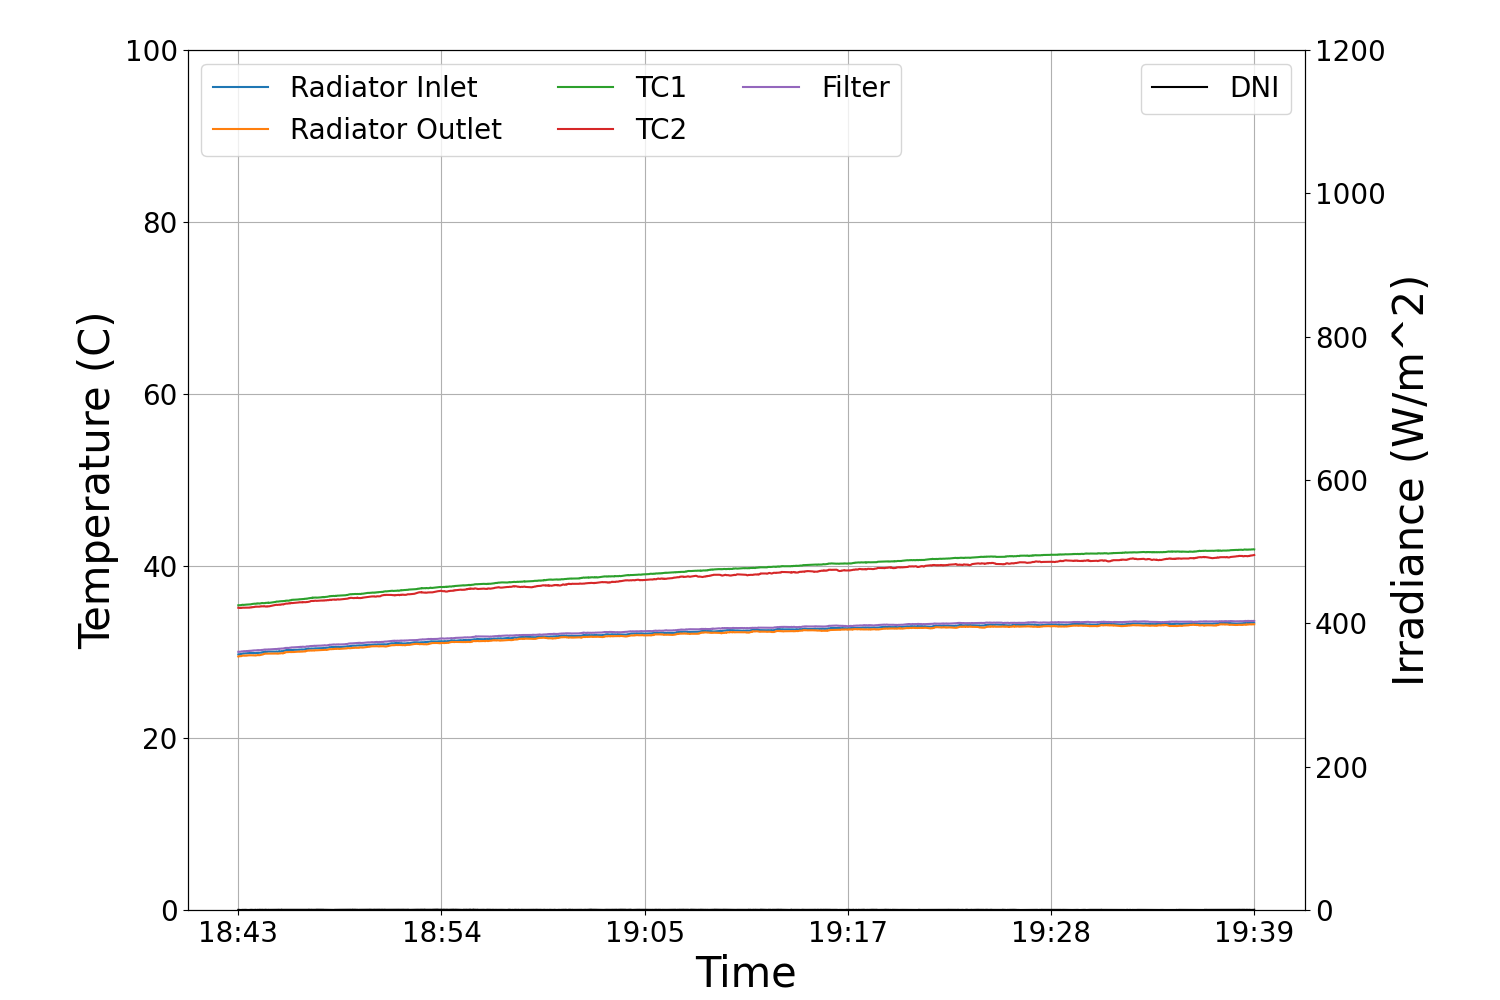 Radiator Inlet
Radiator Outlet
TC1
TC2
Filter
DNI
Temperature (C)
100
80
60
40
20
0
1200
1000
800
600
400
200
0
Irradiance (W/m^2)
18:43 18:54 19:05 19:17 19:28 19:39
Time